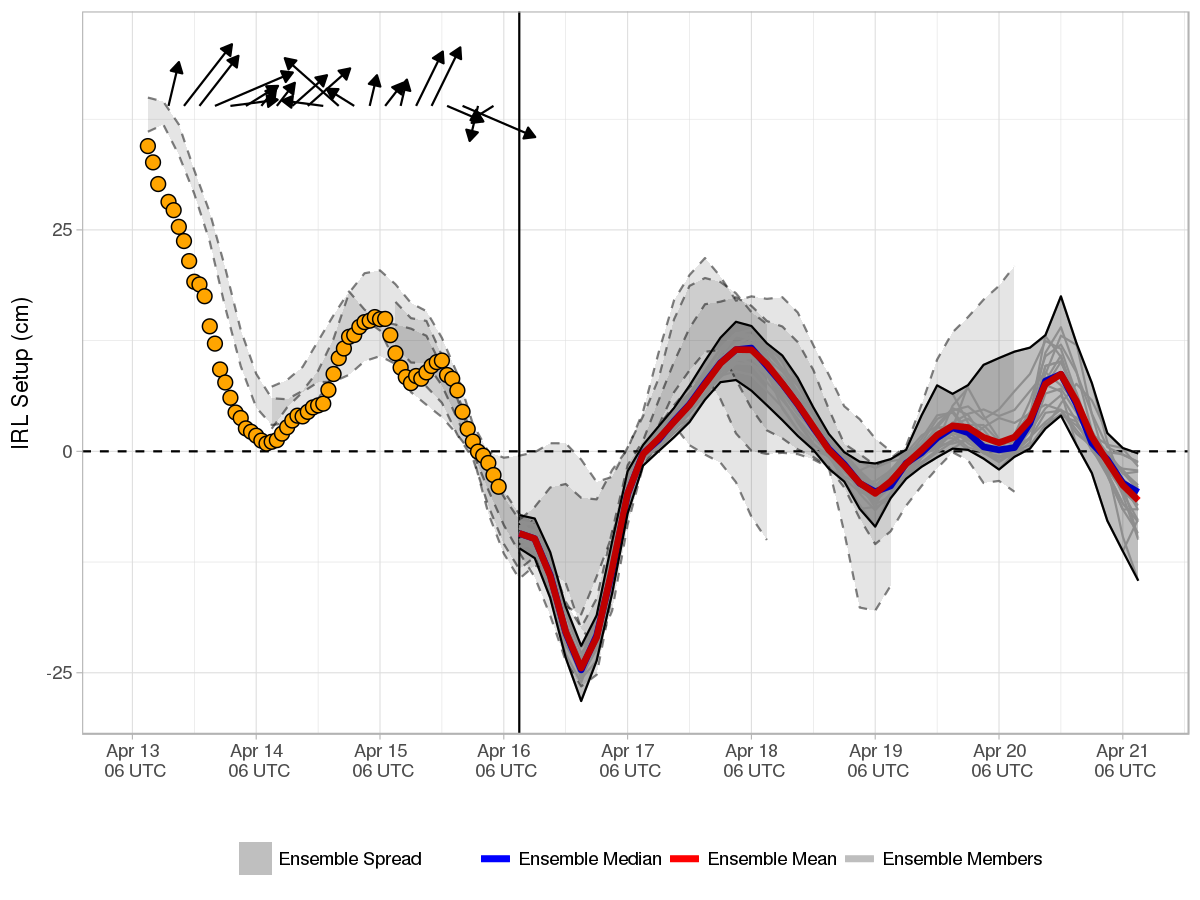 IRL Setup (cm)
25
0
-25
Apr 13 Apr 14 Apr 15 Apr 16 Apr 17 Apr 18 Apr 19 Apr 20 Apr 21
06 UTC 06 UTC 06 UTC 06 UTC 06 UTC 06 UTC 06 UTC 06 UTC 06 UTC
Ensemble Spread Ensemble Median Ensemble Mean Ensemble Members